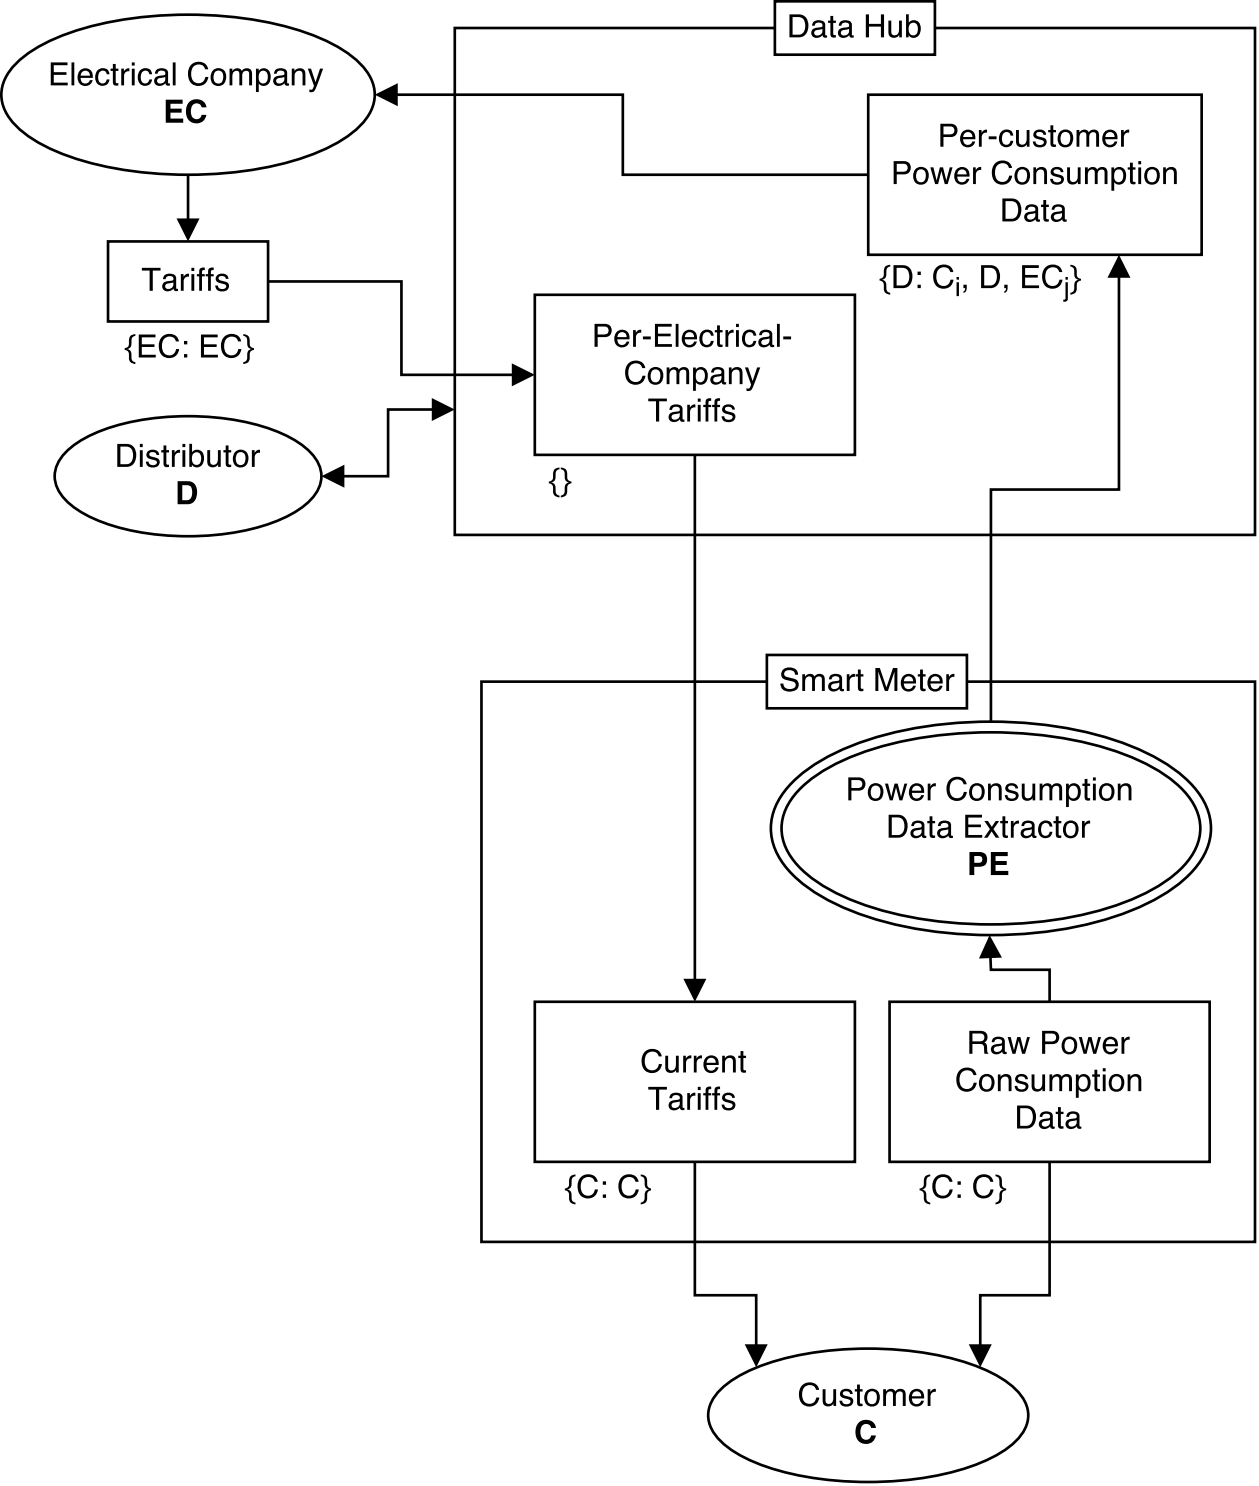 Data Hub
Electrical Company
EC
Per-customer
Power Consumption
Data
{D: Cᵢ, D, ECⱼ}
Tariffs
{EC: EC}
Per-Electrical-
Company
Tariffs
{}
Distributor
D
Smart Meter
Power Consumption
Data Extractor
PE
Current
Tariffs
{C: C}
Raw Power
Consumption
Data
{C: C}
Customer
C